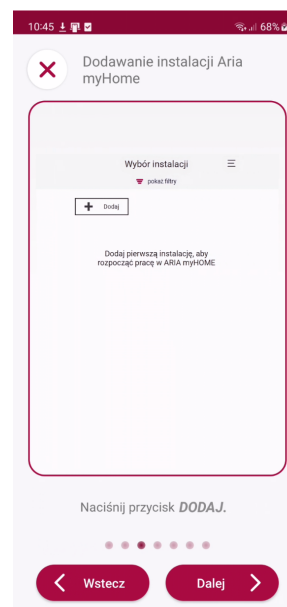 10:45 68%
Dodawanie instalacji Aria
myHome
Wybór instalacji
pokaż filtry
Dodaj
Dodaj pierwszą instalację, aby
rozpocząć pracę w ARIA myHOME
Naciśnij przycisk DODAJ.
Wstecz Dalej